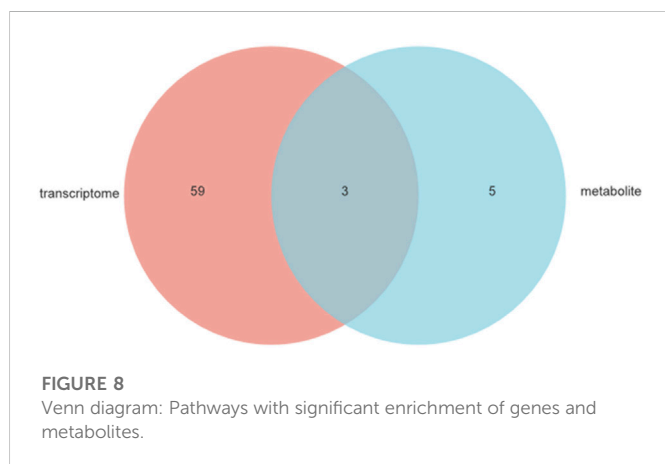 transcriptome 59 3 5 metabolite
FIGURE 8
Venn diagram: Pathways with significant enrichment of genes and
metabolites.